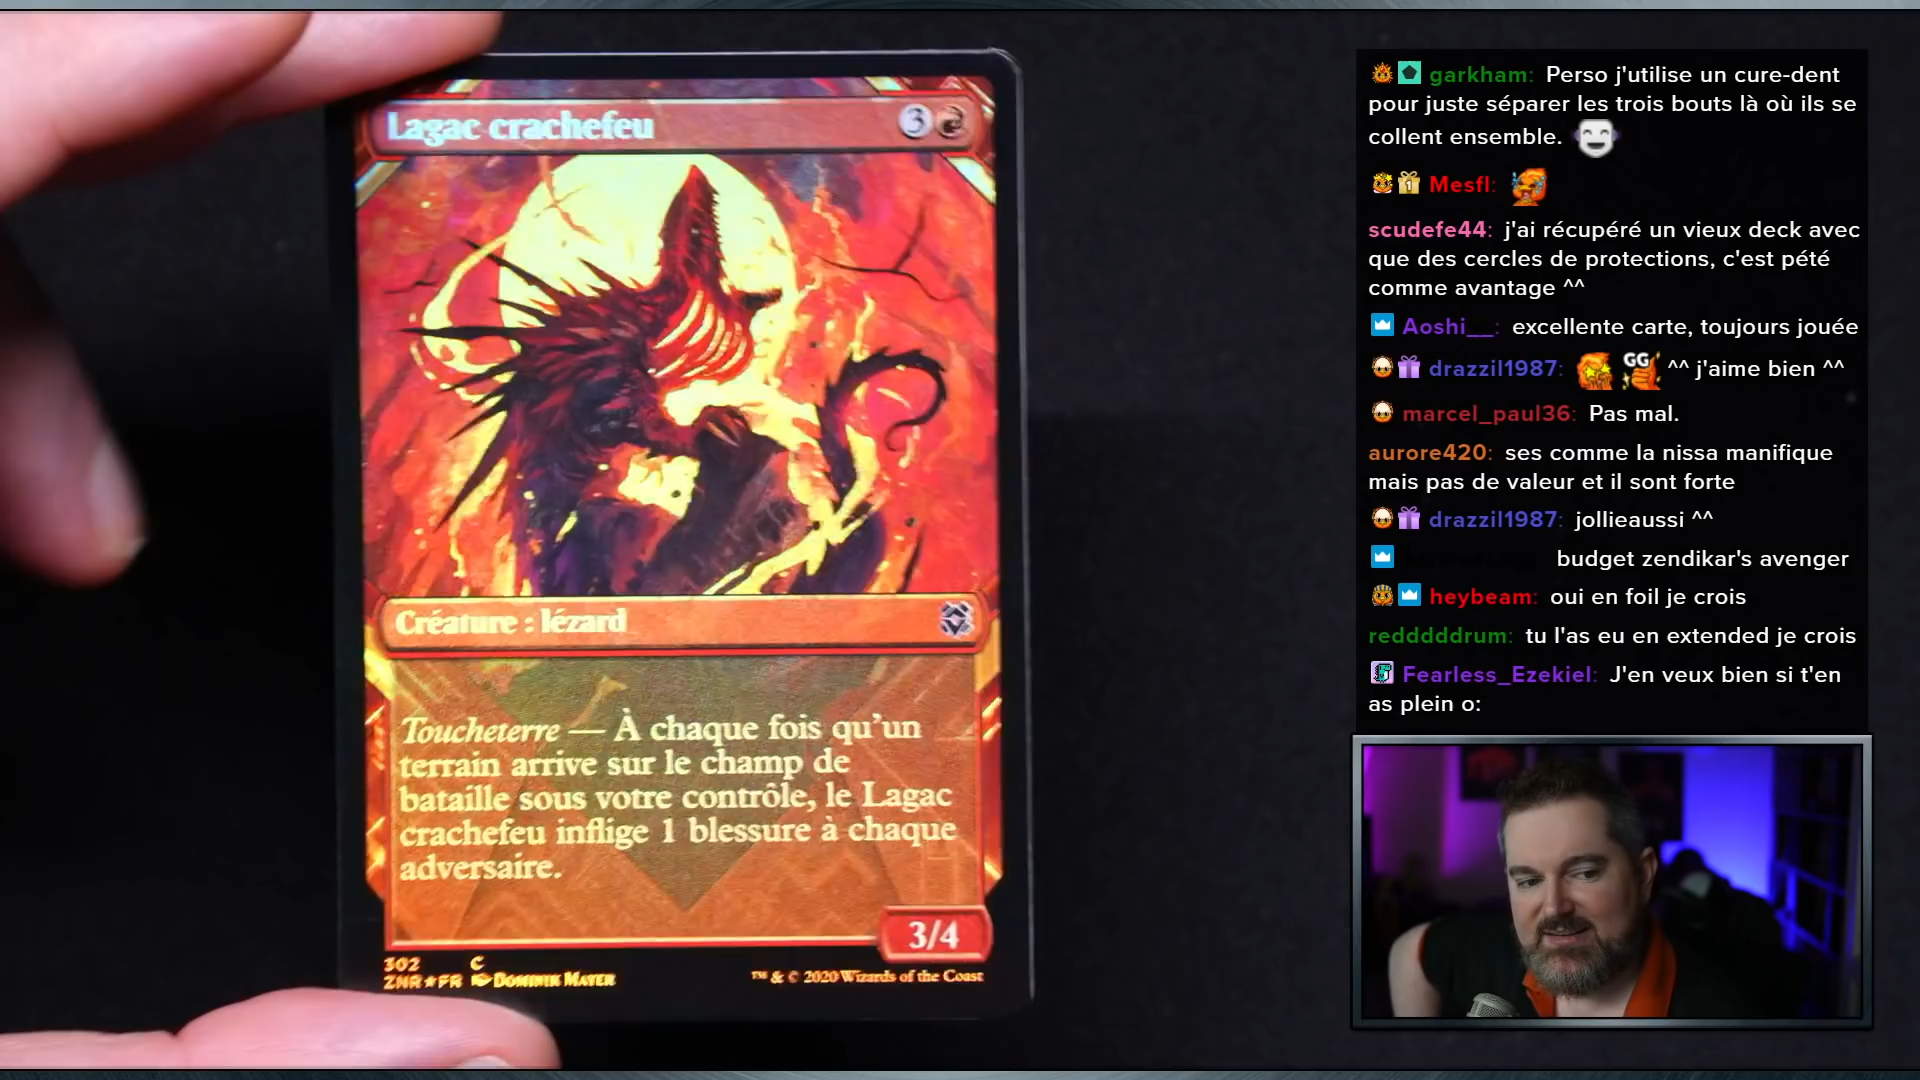 Lagac crachefeu
3
Créature : lézard
Toucheterre — À chaque fois qu'un
terrain arrive sur le champ de
bataille sous votre contrôle, le Lagac
crachefeu inflige 1 blessure à chaque
adversaire.
3/4
302 C
ZNR★FR DOMINIK MAYER
™ & © 2020 Wizards of the Coast
garkham: Perso j'utilise un cure-dent
pour juste séparer les trois bouts là où ils se
collent ensemble.
1 Mesfl:
scudefe44: j'ai récupéré un vieux deck avec
que des cercles de protections, c'est pété
comme avantage ^^
Aoshi__: excellente carte, toujours jouée
drazzil1987: GG ^^ j'aime bien ^^
marcel_paul36: Pas mal.
aurore420: ses comme la nissa manifique
mais pas de valeur et il sont forte
drazzil1987: jollieaussi ^^
budget zendikar's avenger
heybeam: oui en foil je crois
redddddrum: tu l'as eu en extended je crois
Fearless_Ezekiel: J'en veux bien si t'en
as plein o: